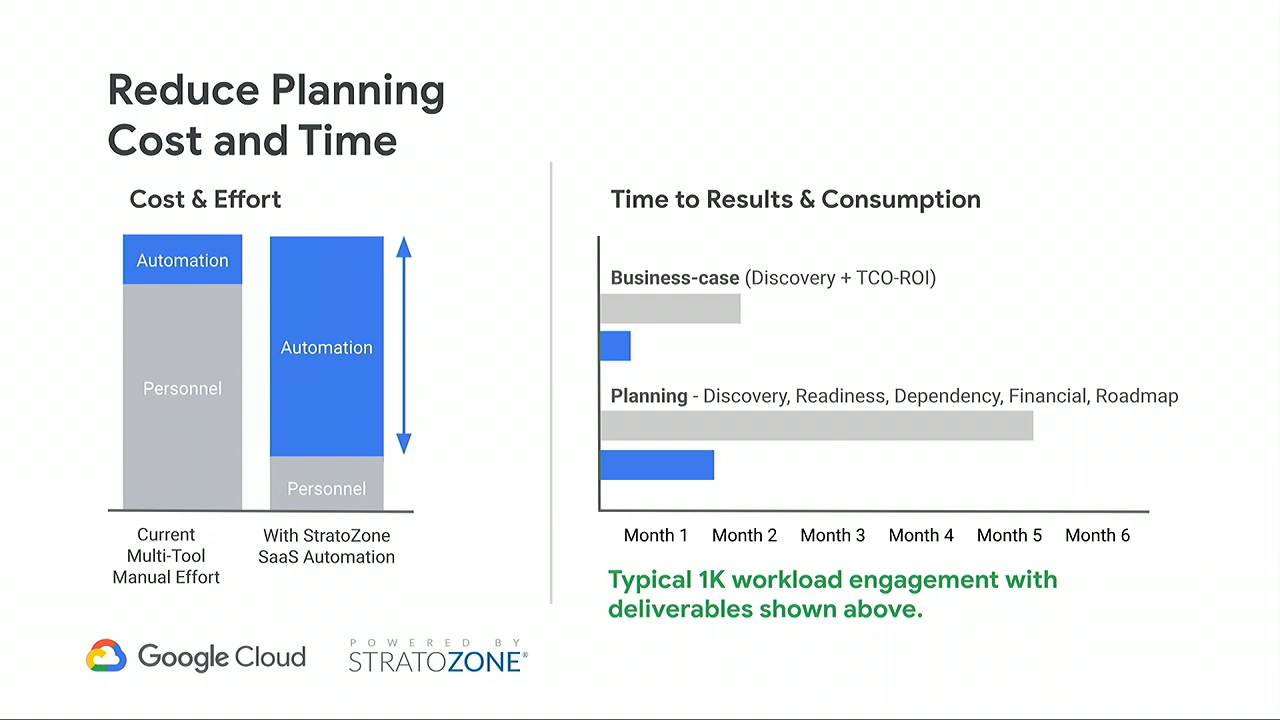 Reduce Planning
Cost and Time
Cost & Effort
Automation
Personnel
Automation
Personnel
Current
Multi-Tool
Manual Effort
With StratoZone
SaaS Automation
Time to Results & Consumption
Business-case (Discovery + TCO-ROI)
Planning - Discovery, Readiness, Dependency, Financial, Roadmap
Month 1 Month 2 Month 3 Month 4 Month 5 Month 6
Typical 1K workload engagement with
deliverables shown above.
Google Cloud
POWERED BY
STRATOZONE®